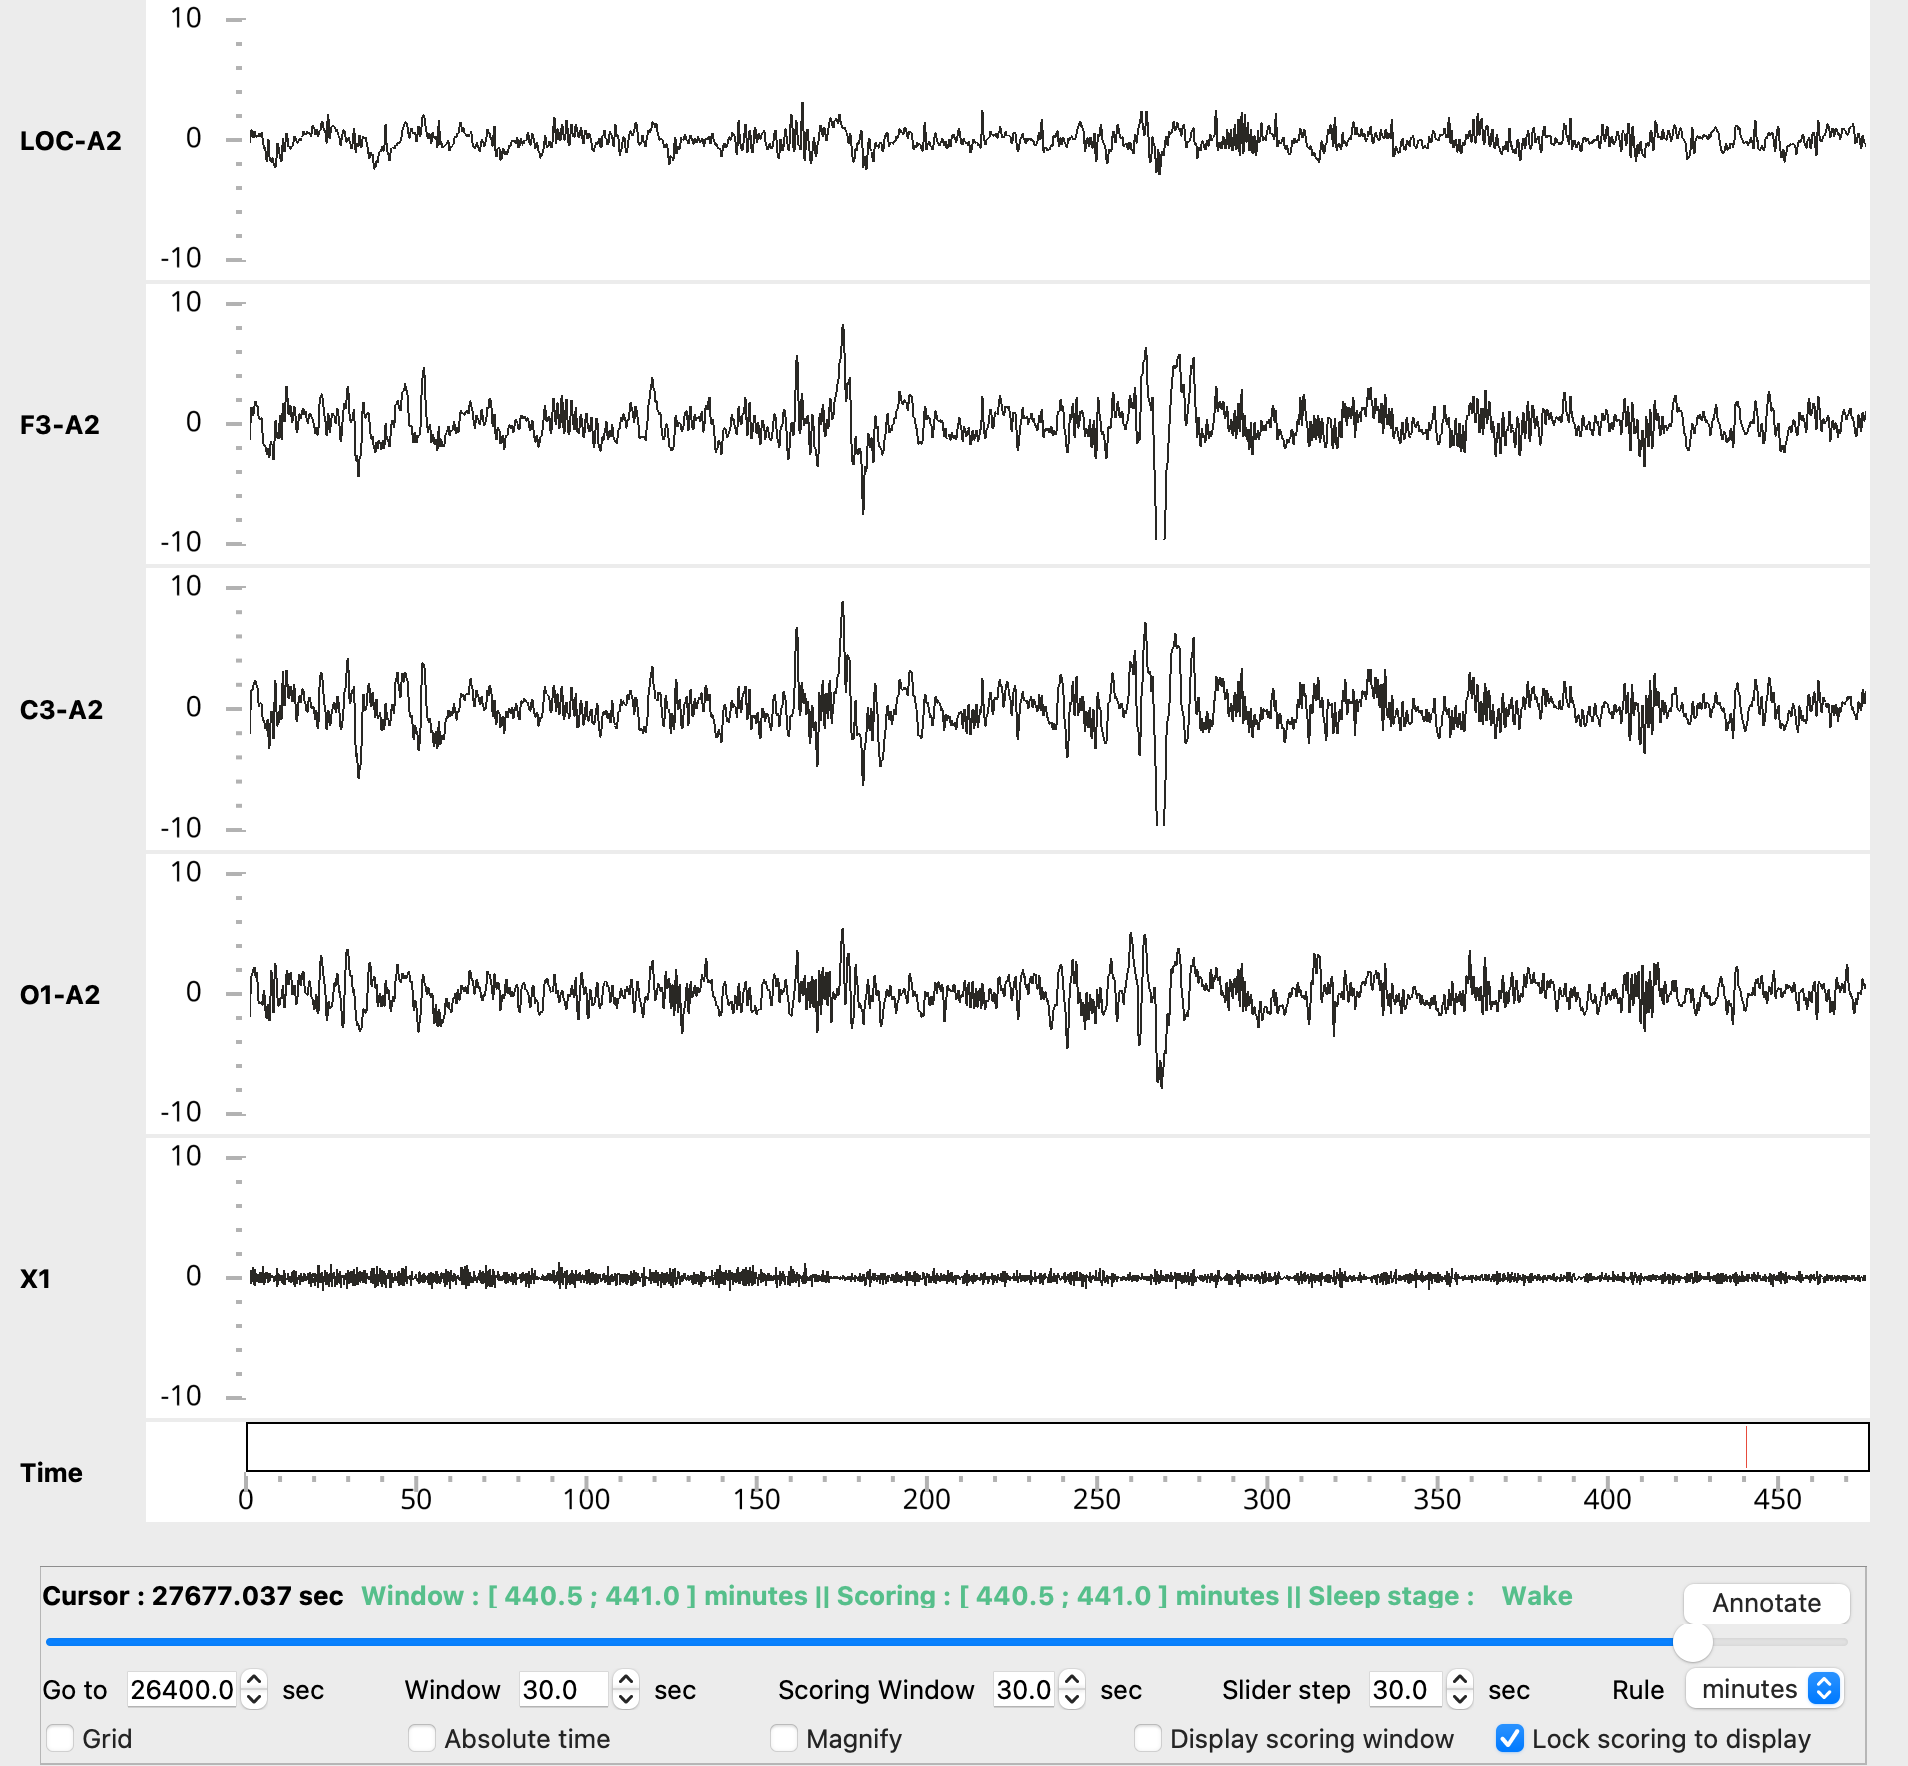 10
LOC-A2 0
-10
10
F3-A2 0
-10
10
C3-A2 0
-10
10
O1-A2 0
-10
10
X1 0
-10
Time
0 50 100 150 200 250 300 350 400 450
Cursor : 27677.037 sec Window : [ 440.5 ; 441.0 ] minutes || Scoring : [ 440.5 ; 441.0 ] minutes || Sleep stage : Wake Annotate
Go to 26400.0 sec Window 30.0 sec Scoring Window 30.0 sec Slider step 30.0 sec Rule minutes
Grid Absolute time Magnify Display scoring window Lock scoring to display